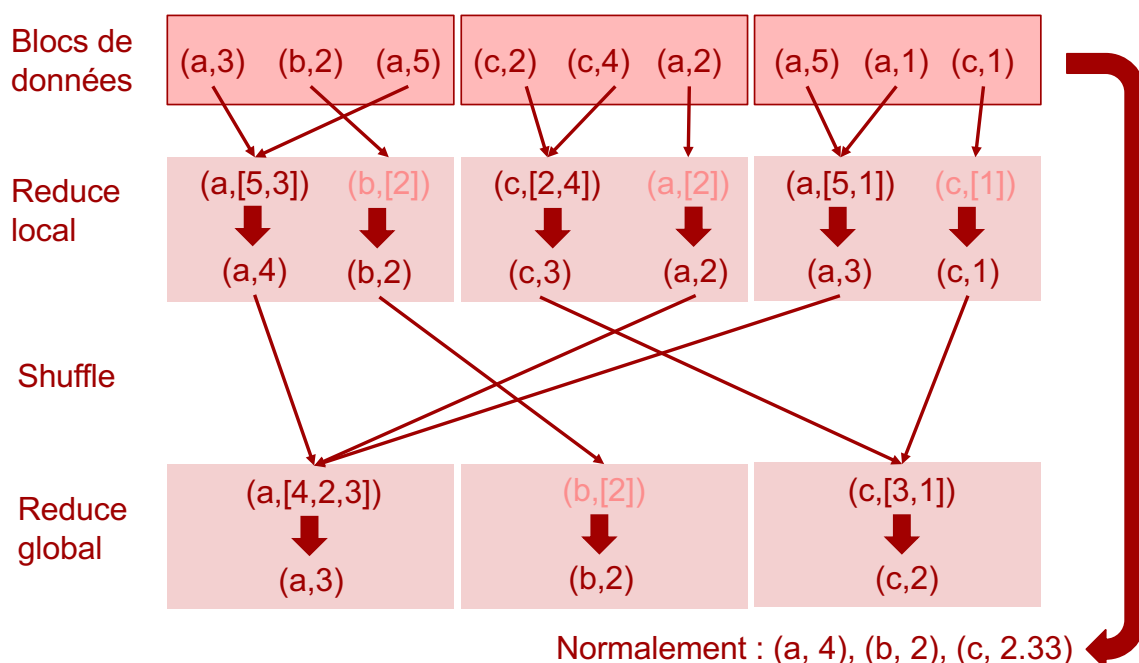 Blocs de
données
(a,3) (b,2) (a,5) (c,2) (c,4) (a,2) (a,5) (a,1) (c,1)
Reduce
local
(a,[5,3]) (b,[2]) (c,[2,4]) (a,[2]) (a,[5,1]) (c,[1])
(a,4) (b,2) (c,3) (a,2) (a,3) (c,1)
Shuffle
Reduce
global
(a,[4,2,3]) (b,[2]) (c,[3,1])
(a,3) (b,2) (c,2)
Normalement : (a, 4), (b, 2), (c, 2.33)